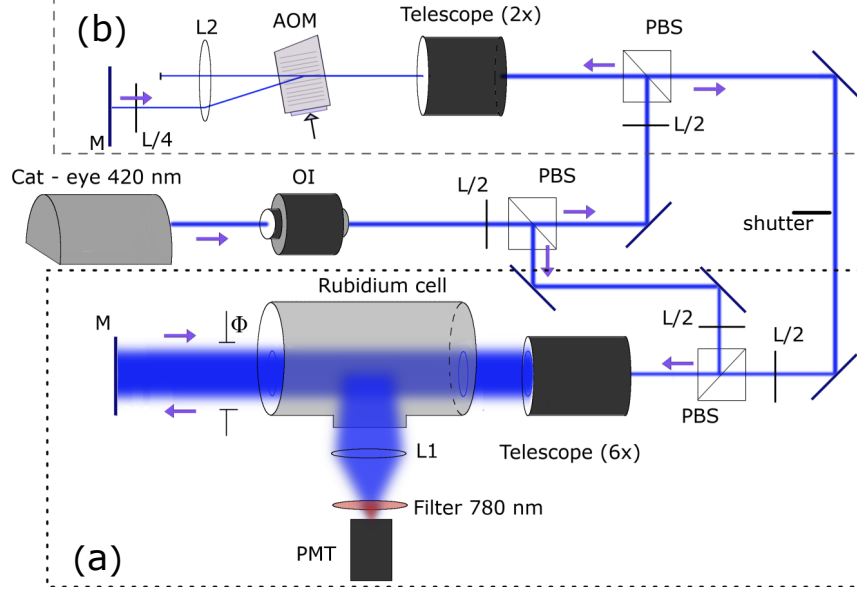 (b)
L2
AOM
Telescope (2x)
PBS
M
L/4
L/2
Cat - eye 420 nm
OI
L/2
PBS
shutter
Rubidium cell
M
Φ
L/2
L/2
PBS
L1
Telescope (6x)
Filter 780 nm
PMT
(a)